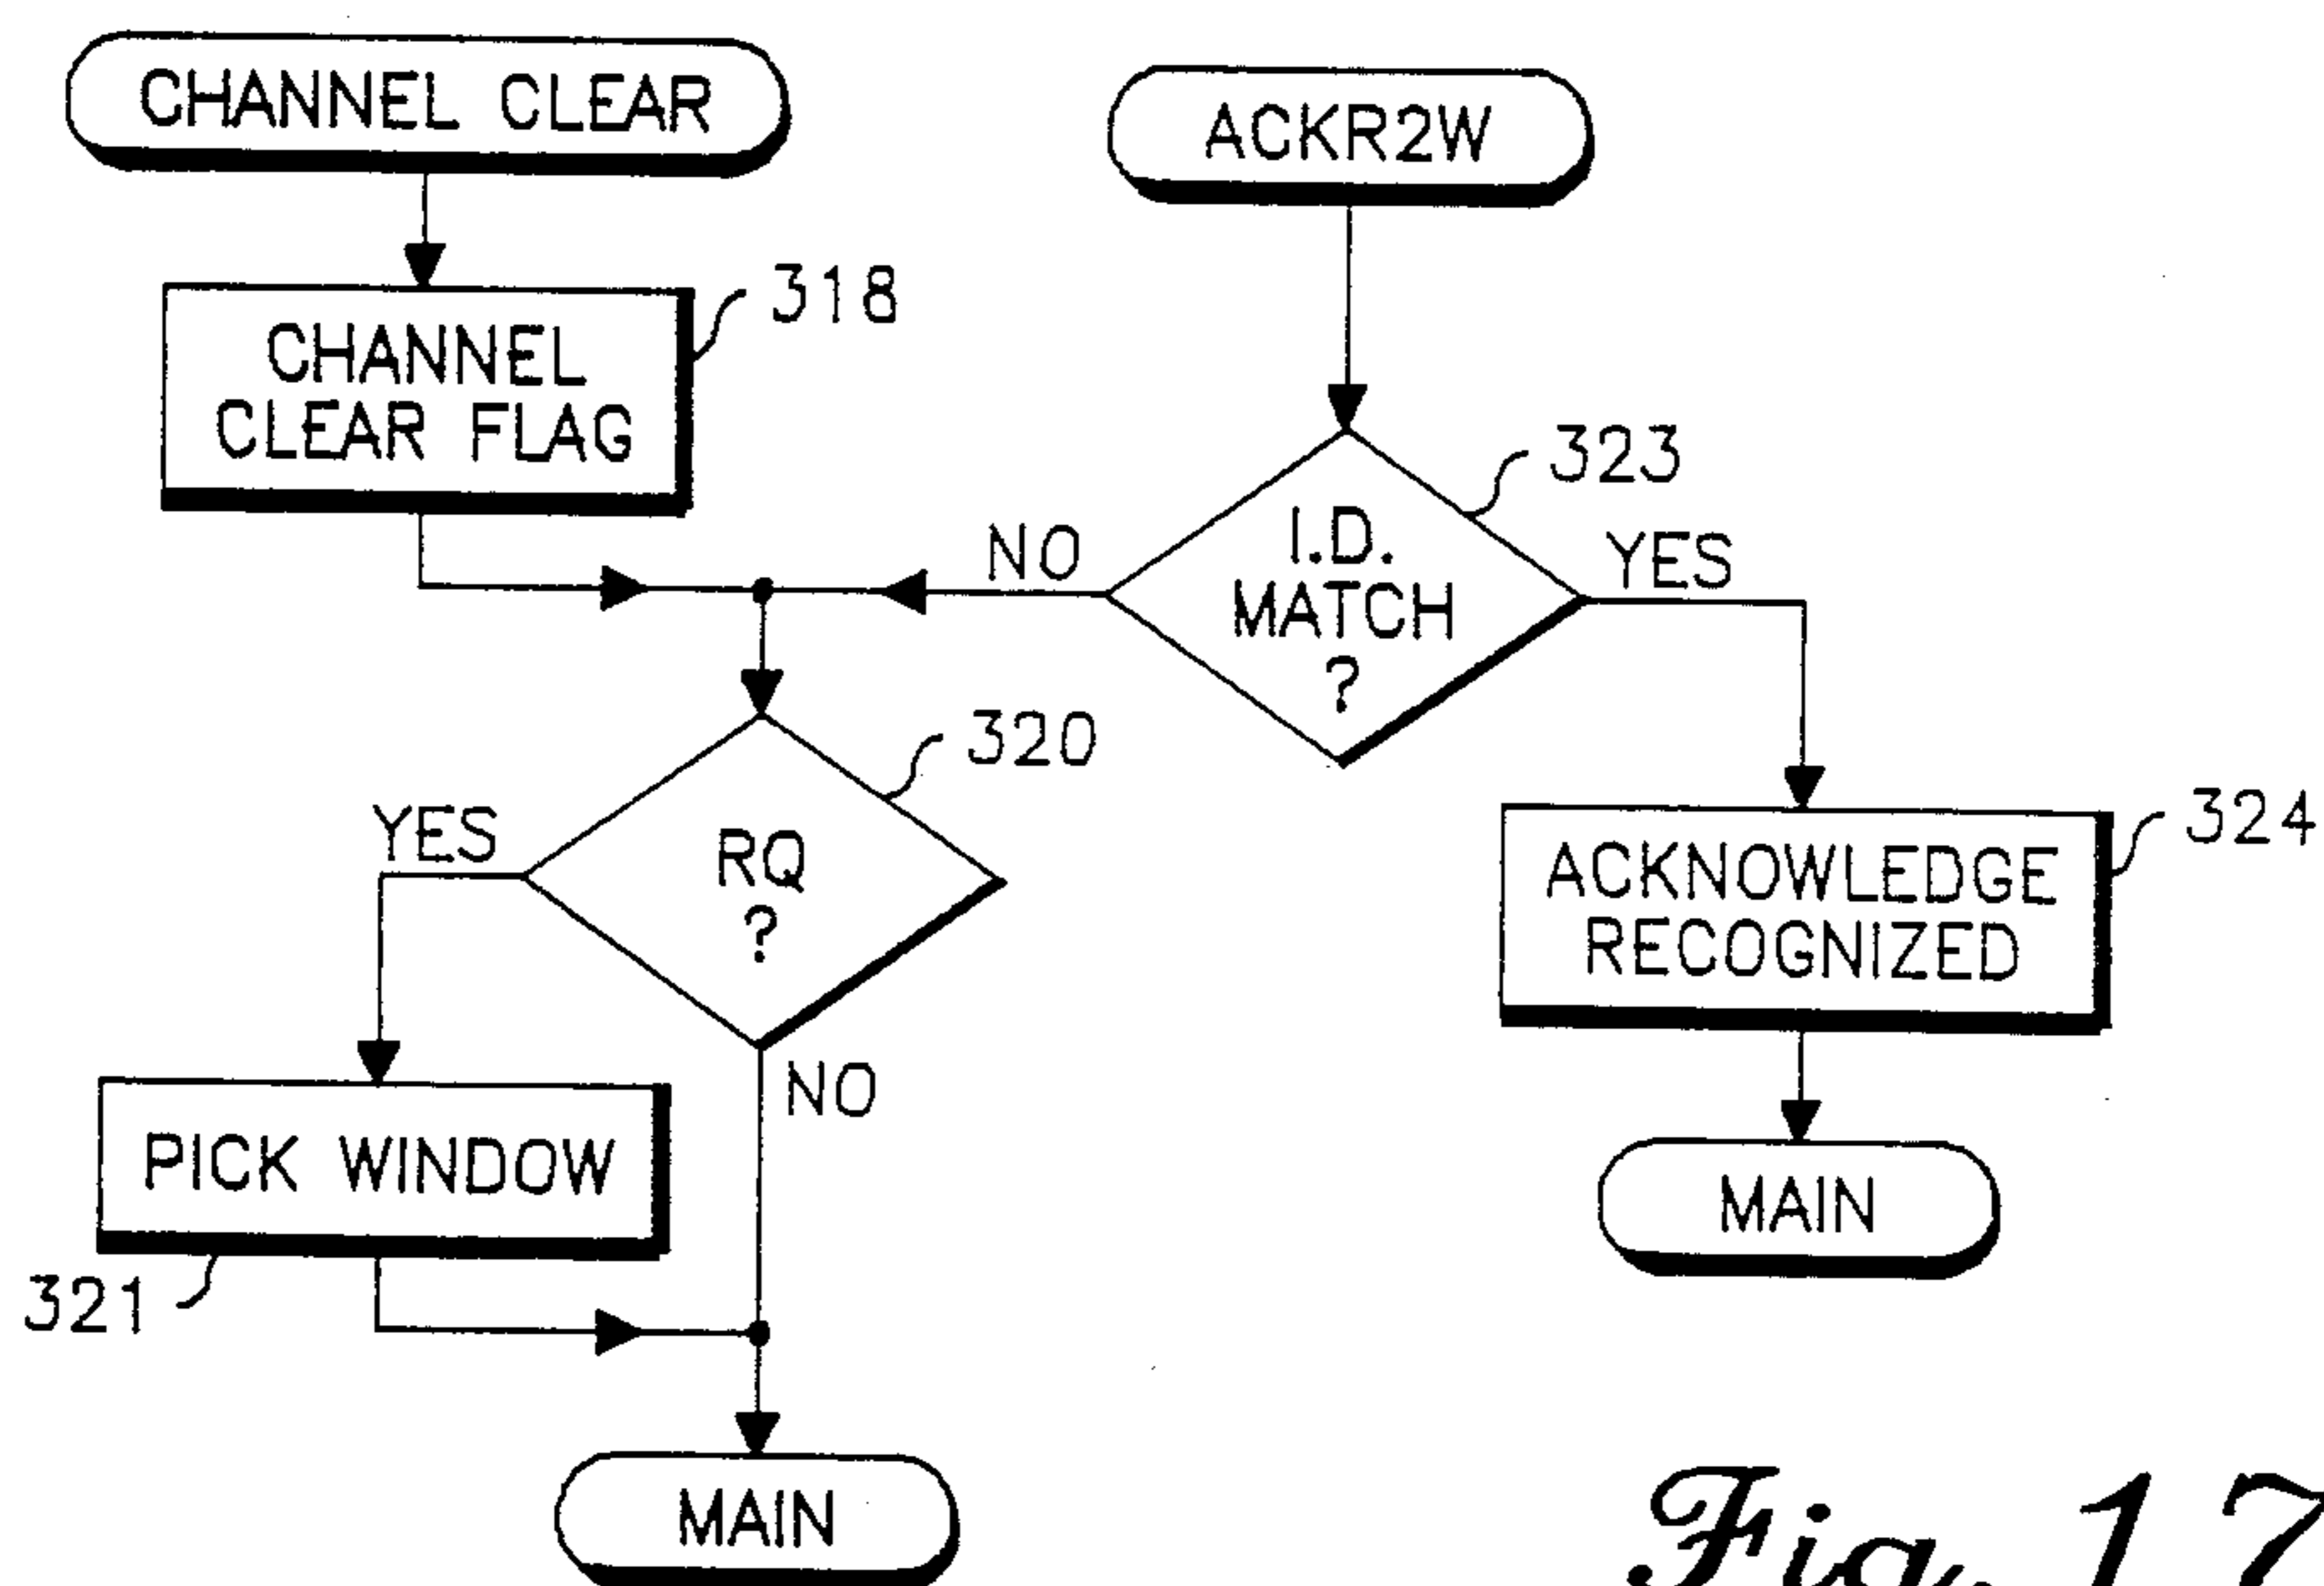 CHANNEL CLEAR
ACKR2W
318
CHANNEL
CLEAR FLAG
323
NO
I.D.
MATCH
?
YES
320
YES
RQ
?
324
ACKNOWLEDGE
RECOGNIZED
NO
PICK WINDOW
321
MAIN
MAIN
Fig. 17